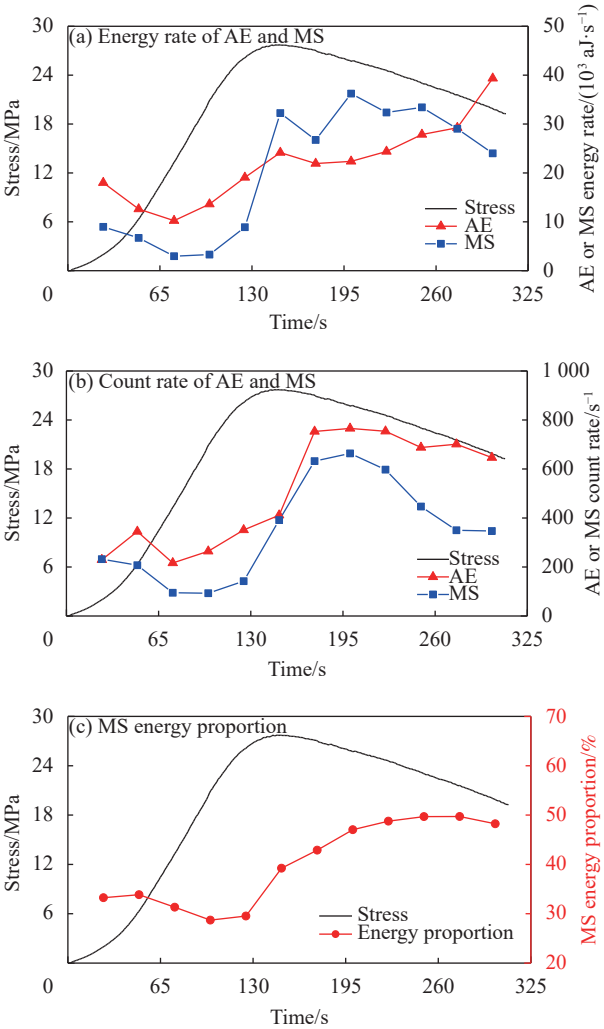 (a) Energy rate of AE and MS
Stress/MPa
30
24
18
12
6
0
65
130
195
260
325
Time/s
50
40
30
20
10
0
AE or MS energy rate/(10³ aJ·s⁻¹)
Stress
AE
MS
(b) Count rate of AE and MS
Stress/MPa
30
24
18
12
6
0
65
130
195
260
325
Time/s
1 000
800
600
400
200
0
AE or MS count rate/s⁻¹
Stress
AE
MS
(c) MS energy proportion
Stress/MPa
30
24
18
12
6
0
65
130
195
260
325
Time/s
70
60
50
40
30
20
MS energy proportion/%
Stress
Energy proportion